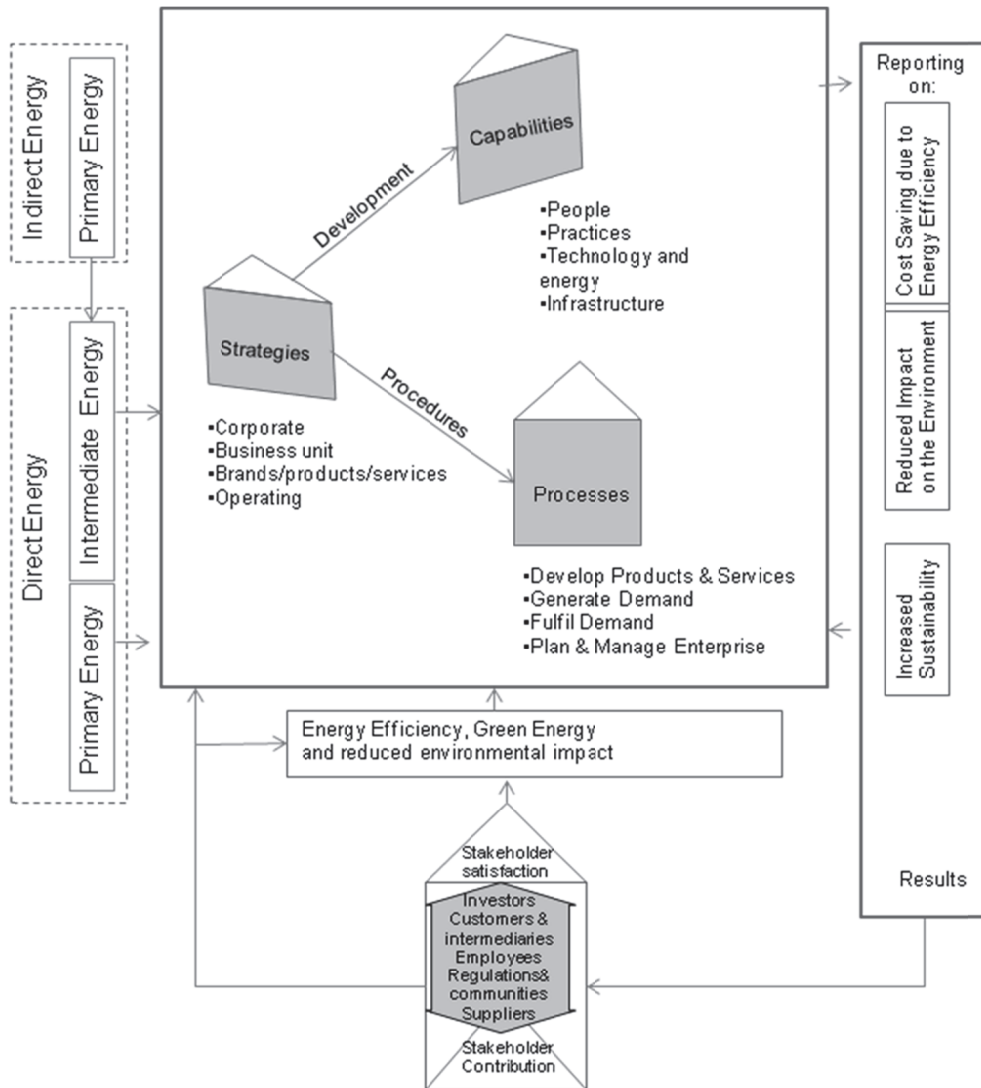 Indirect Energy
Primary Energy
Direct Energy
Intermediate Energy
Primary Energy
Capabilities
Development
▪People
▪Practices
▪Technology and
energy
▪Infrastructure
Strategies
Procedures
▪Corporate
▪Business unit
▪Brands/products/services
▪Operating
Processes
▪Develop Products & Services
▪Generate Demand
▪Fulfil Demand
▪Plan & Manage Enterprise
Reporting
on:
Cost Saving due to
Energy Efficiency
Reduced Impact
on the Environment
Increased
Sustainability
Results
Energy Efficiency, Green Energy
and reduced environmental impact
Stakeholder
satisfaction
Investors
Customers &
intermediaries
Employees
Regulations&
communities
Suppliers
Stakeholder
Contribution